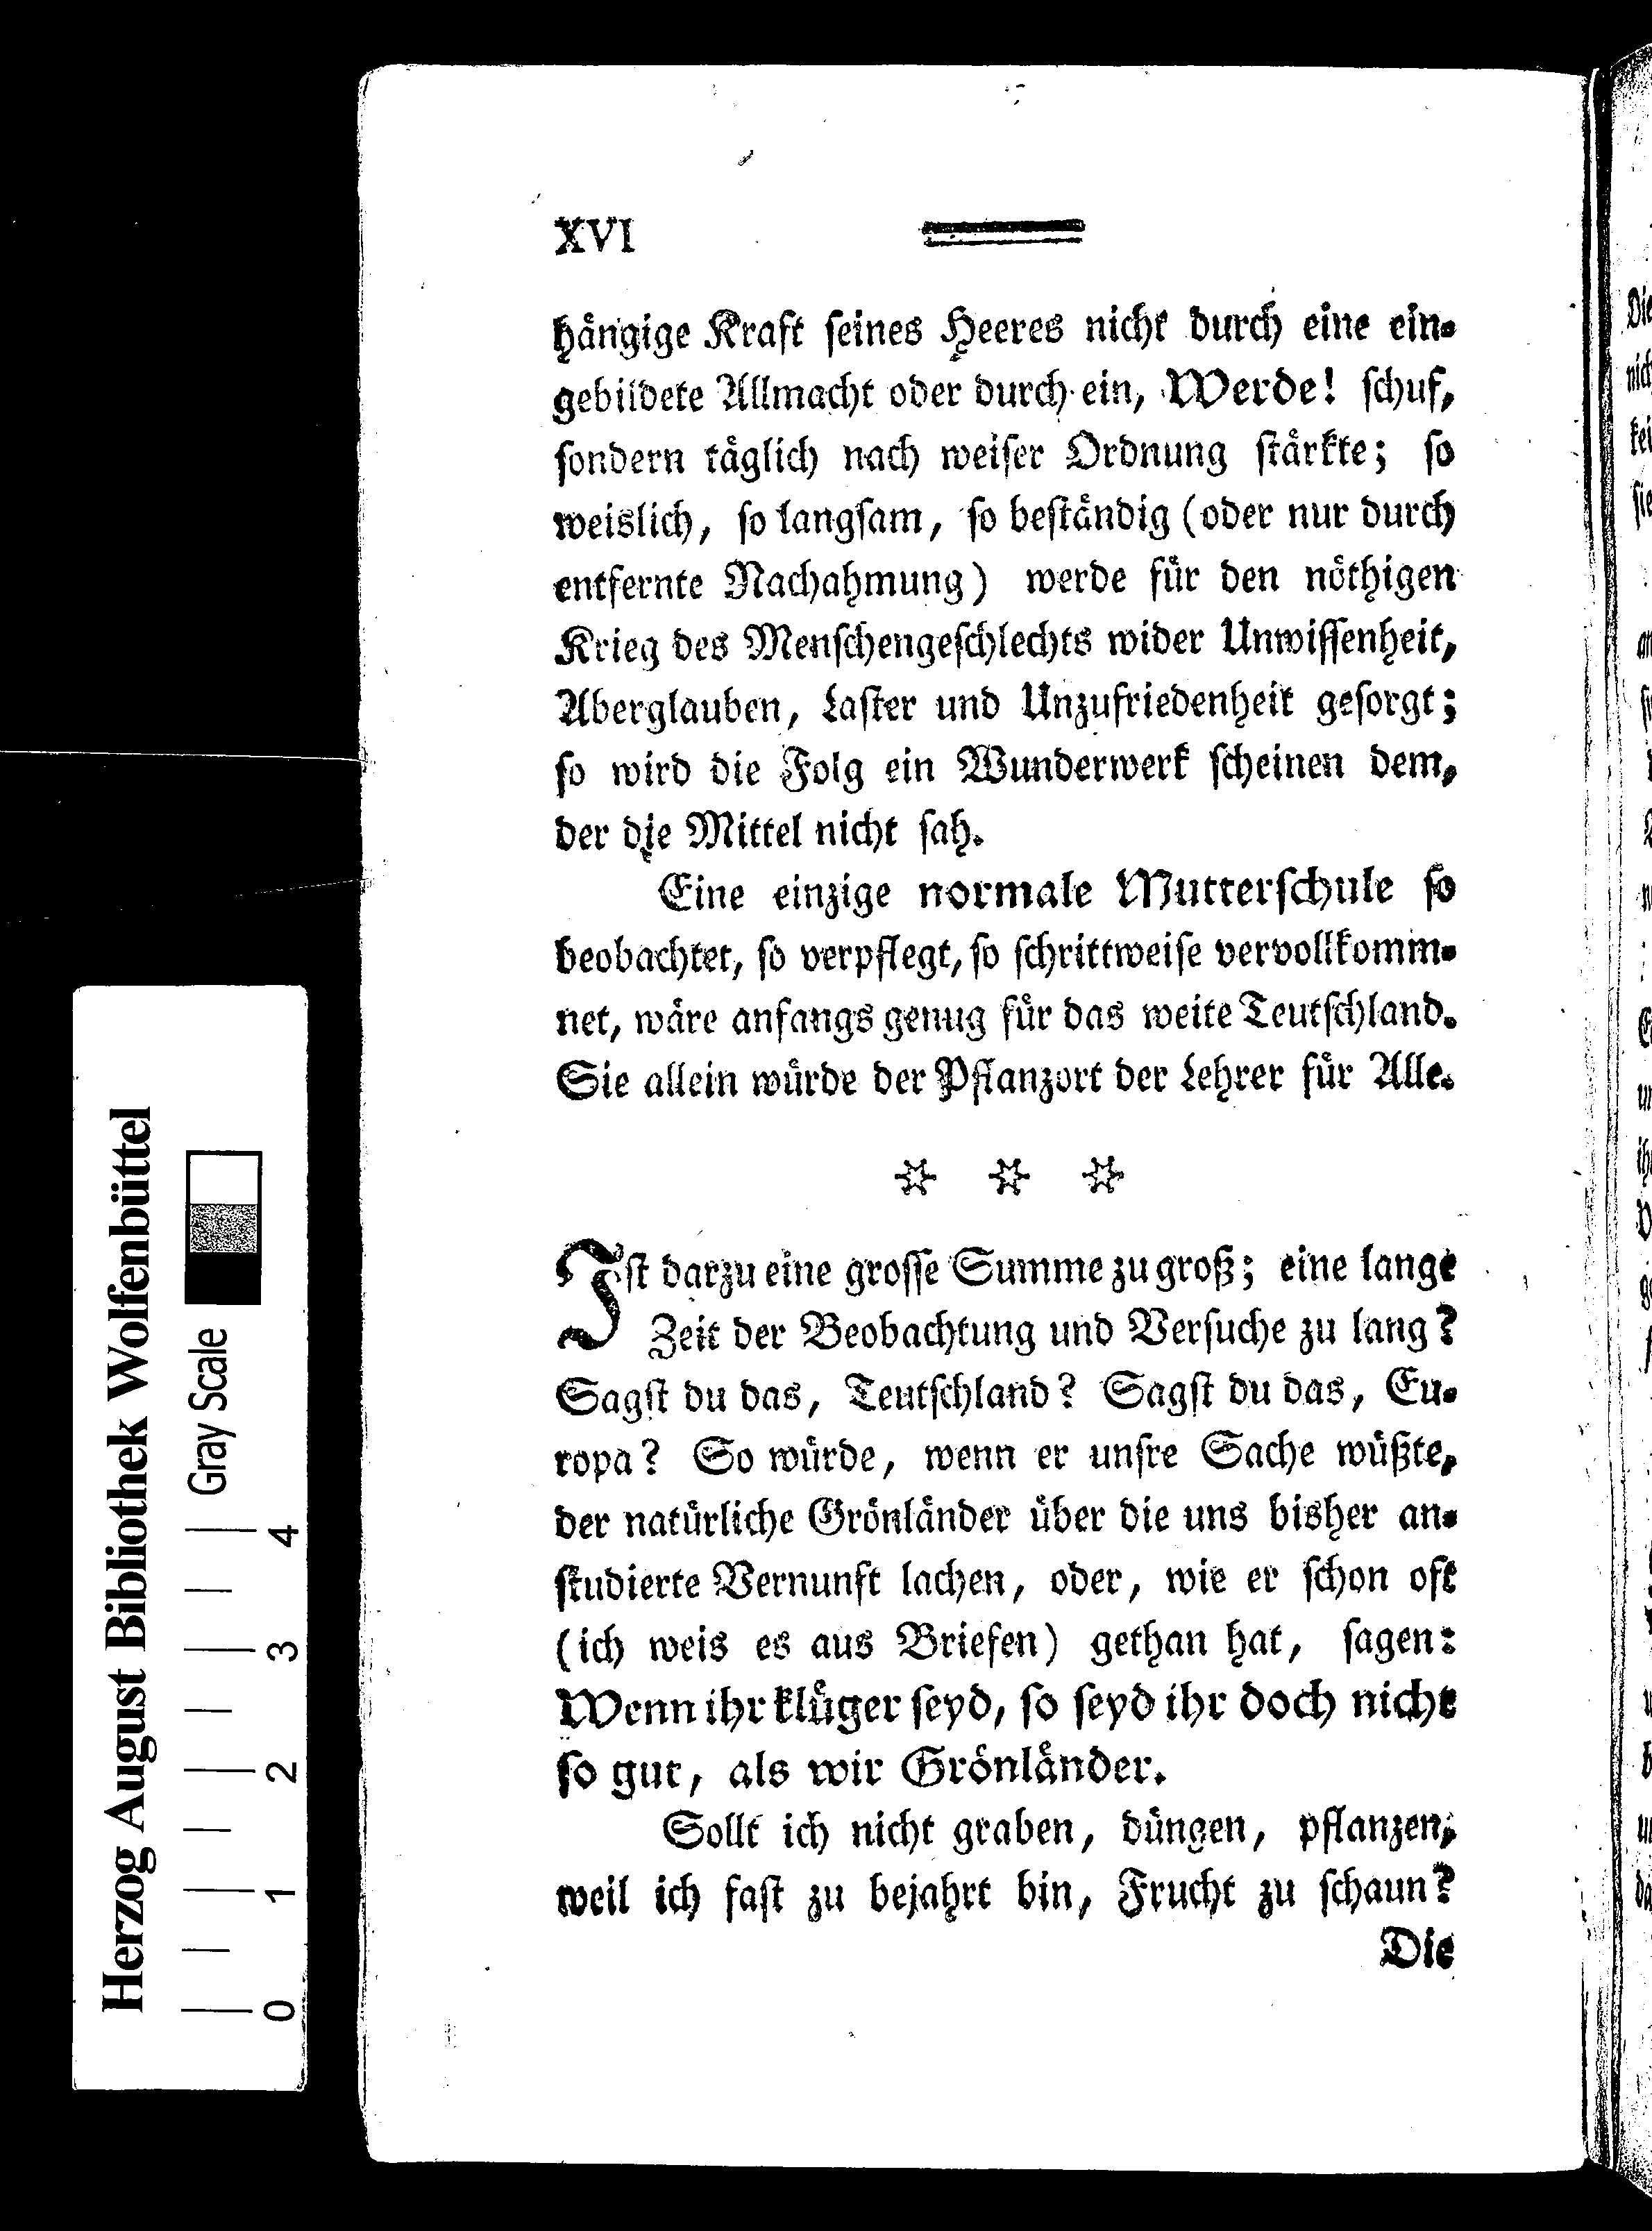 XVI
hängige Kraft ſeines Heeres nicht durch eine ein-
gebildete Allmacht oder durch ein, Werde! ſchuf,
ſondern täglich nach weiſer Ordnung ſtärkte; ſo
weislich, ſo langſam, ſo beſtändig (oder nur durch
entfernte Nachahmung) werde für den nöthigen
Krieg des Menſchengeſchlechts wider Unwiſſenheit,
Aberglauben, Laſter und Unzufriedenheit geſorgt;
ſo wird die Folg ein Wunderwerk ſcheinen dem,
der die Mittel nicht ſah.
Eine einzige normale Mutterſchule ſo
beobachtet, ſo verpflegt, ſo ſchrittweiſe vervollkomm-
net, wäre anfangs genug für das weite Teutſchland.
Sie allein würde der Pflanzort der Lehrer für Alle.
* * *
Iſt darzu eine groſſe Summe zu groß; eine lange
Zeit der Beobachtung und Verſuche zu lang?
Sagſt du das, Teutſchland? Sagſt du das, Eu-
ropa? So würde, wenn er unſre Sache wüßte,
der natürliche Grönländer über die uns bisher an-
ſtudierte Vernunft lachen, oder, wie er ſchon oft
(ich weis es aus Briefen) gethan hat, ſagen:
Wenn ihr klüger ſeyd, ſo ſeyd ihr doch nicht
ſo gut, als wir Grönländer.
Sollt ich nicht graben, düngen, pflanzen,
weil ich faſt zu bejahrt bin, Frucht zu ſchaun?
Die
Herzog August Bibliothek Wolfenbüttel
Gray Scale
0 1 2 3 4